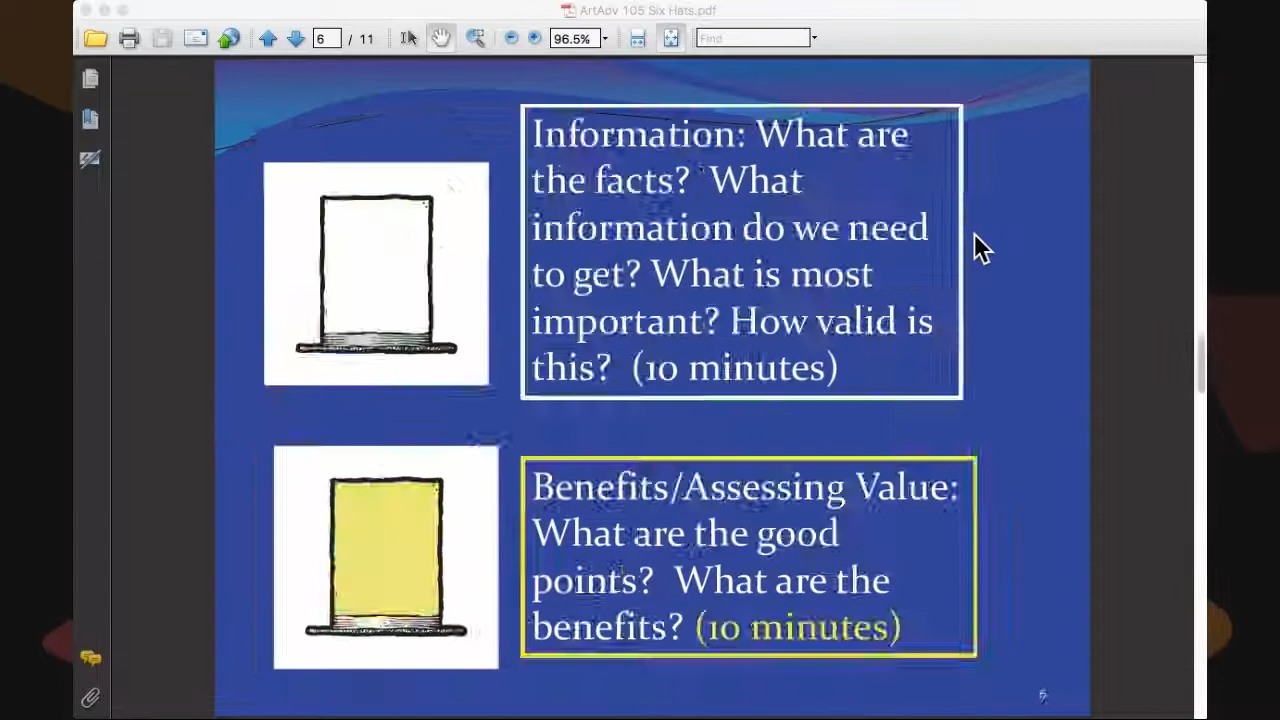 ArtAov 105 Six Hats.pdf
6 / 11
96.5%
Find
Information: What are
the facts?  What
information do we need
to get? What is most
important? How valid is
this?  (10 minutes)
Benefits/Assessing Value:
What are the good
points?  What are the
benefits? (10 minutes)